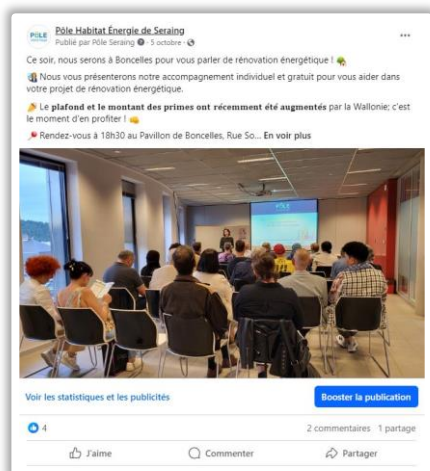 Pôle Habitat Énergie de Seraing
Publié par Pôle Seraing · 5 octobre ·
Ce soir, nous serons à Boncelles pour vous parler de rénovation énergétique !
Nous vous présenterons notre accompagnement individuel et gratuit pour vous aider dans
votre projet de rénovation énergétique.
Le plafond et le montant des primes ont récemment été augmentés par la Wallonie; c'est
le moment d'en profiter !
Rendez-vous à 18h30 au Pavillon de Boncelles, Rue So... En voir plus
PÔLE
Voir les statistiques et les publicités
Booster la publication
4
2 commentaires 1 partage
J'aime
Commenter
Partager